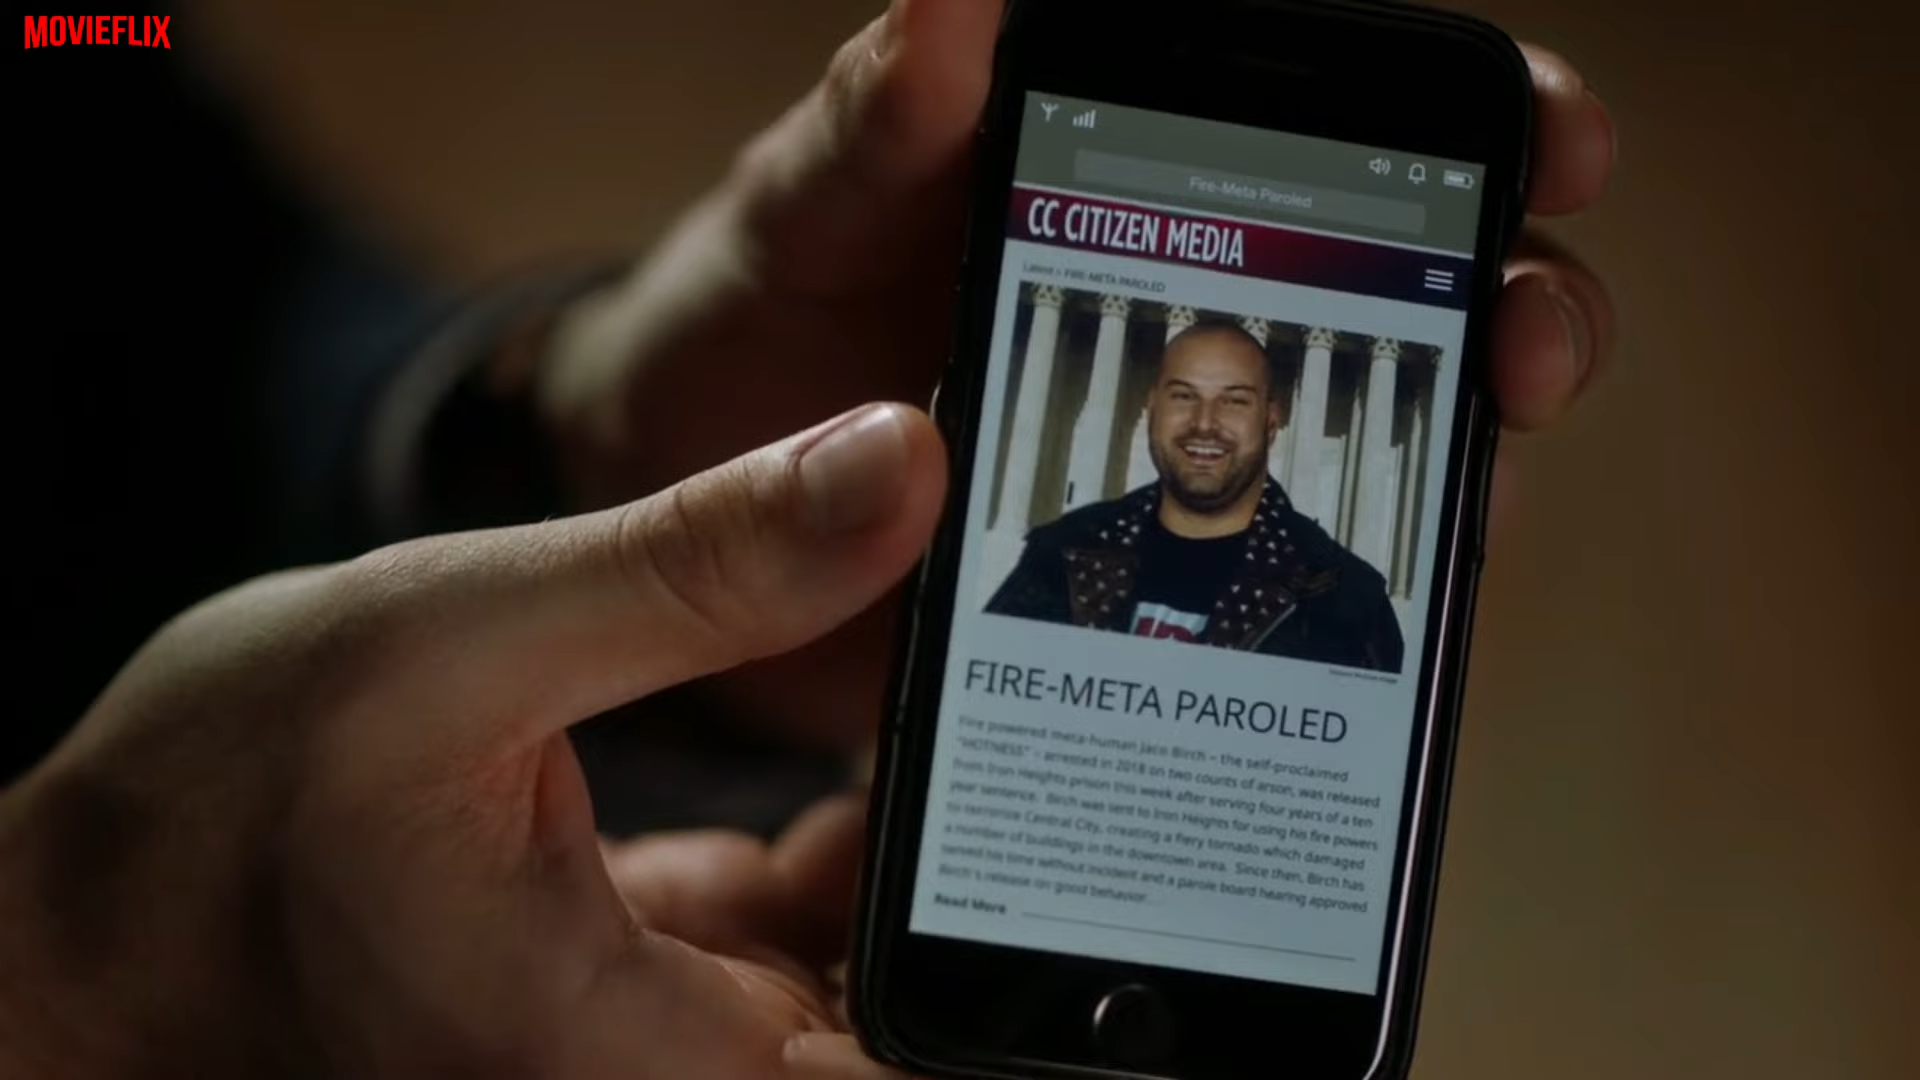 MOVIEFLIX
Fire-Meta Paroled
CC CITIZEN MEDIA
Latest > FIRE-META PAROLED
FIRE-META PAROLED
Fire powered meta-human Jaco Birch – the self-proclaimed
"HOTNESS" – arrested in 2018 on two counts of arson, was released
from Iron Heights prison this week after serving four years of a ten
year sentence. Birch was sent to Iron Heights for using his fire powers
to terrorize Central City, creating a fiery tornado which damaged
a number of buildings in the downtown area. Since then, Birch has
served his time without incident and a parole board hearing approved
Birch's release on good behavior...
Read More